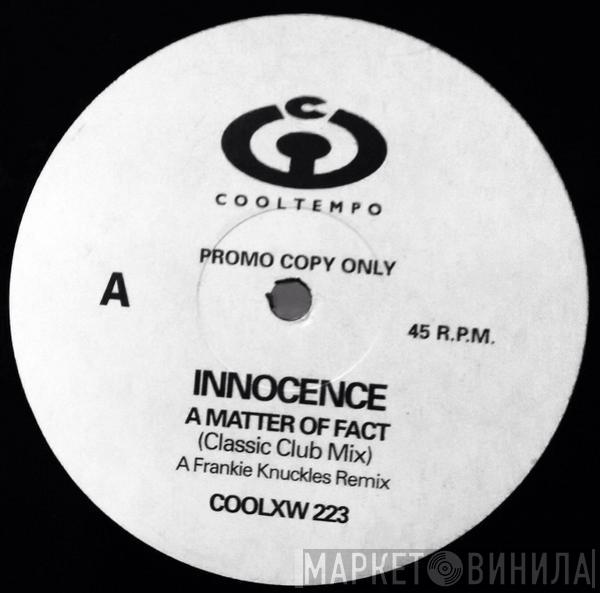 COOLTEMPO
PROMO COPY ONLY
A
45 R.P.M.
INNOCENCE
A MATTER OF FACT
(Classic Club Mix)
A Frankie Knuckles Remix
COOLXW 223
МАРКЕТ ВИНИЛА